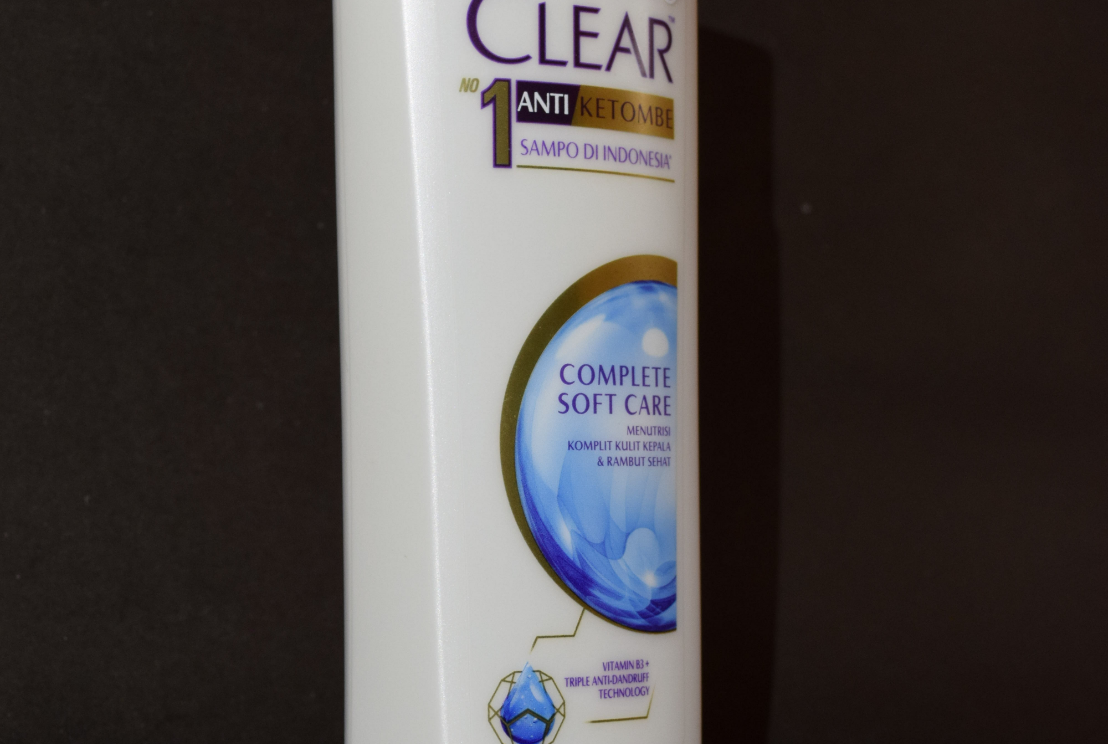 CLEAR™
NO 1 ANTI KETOMBE
SAMPO DI INDONESIA*
COMPLETE
SOFT CARE
MENUTRISI
KOMPLIT KULIT KEPALA
& RAMBUT SEHAT
VITAMIN B3 +
TRIPLE ANTI-DANDRUFF
TECHNOLOGY